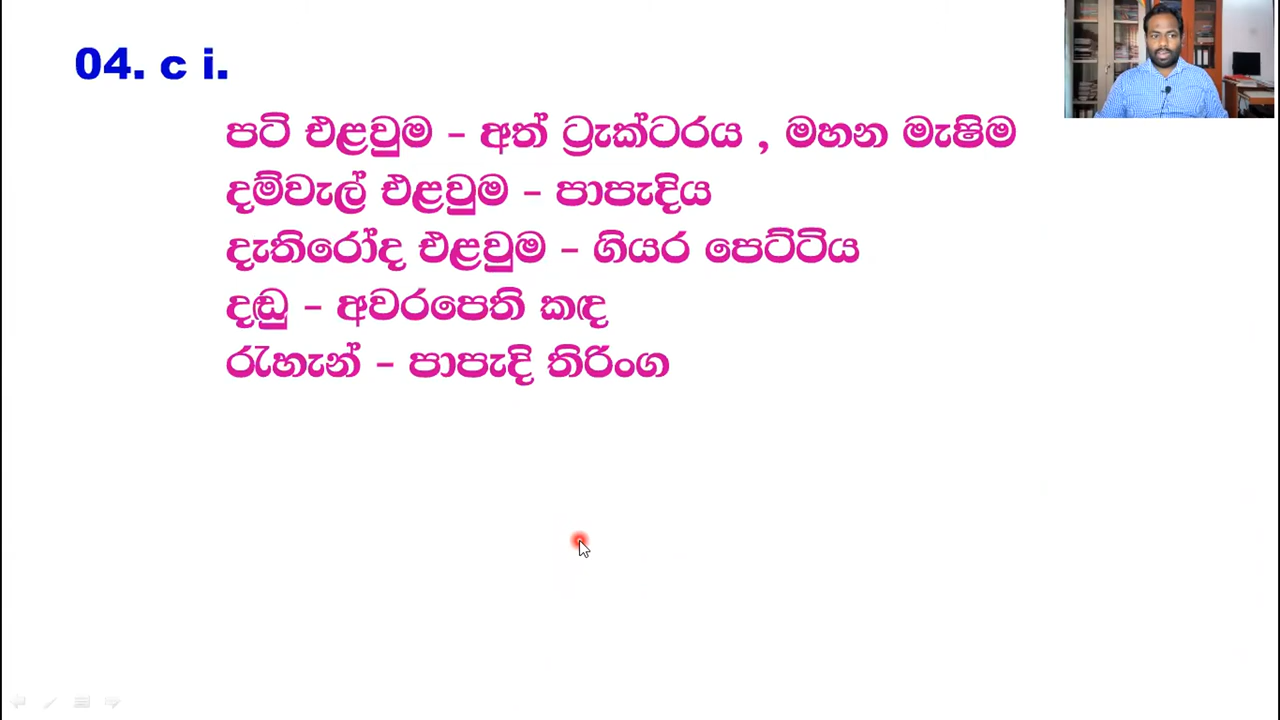 04. c i.
පටි එළවුම – අත් ට්‍රැක්ටරය , මහන මැෂිම
දම්වැල් එළවුම – පාපැදිය
දැතිරෝද එළවුම – ගියර පෙට්ටිය
දඬු – අවරපෙති කඳ
රැහැන් – පාපැදි තිරිංග